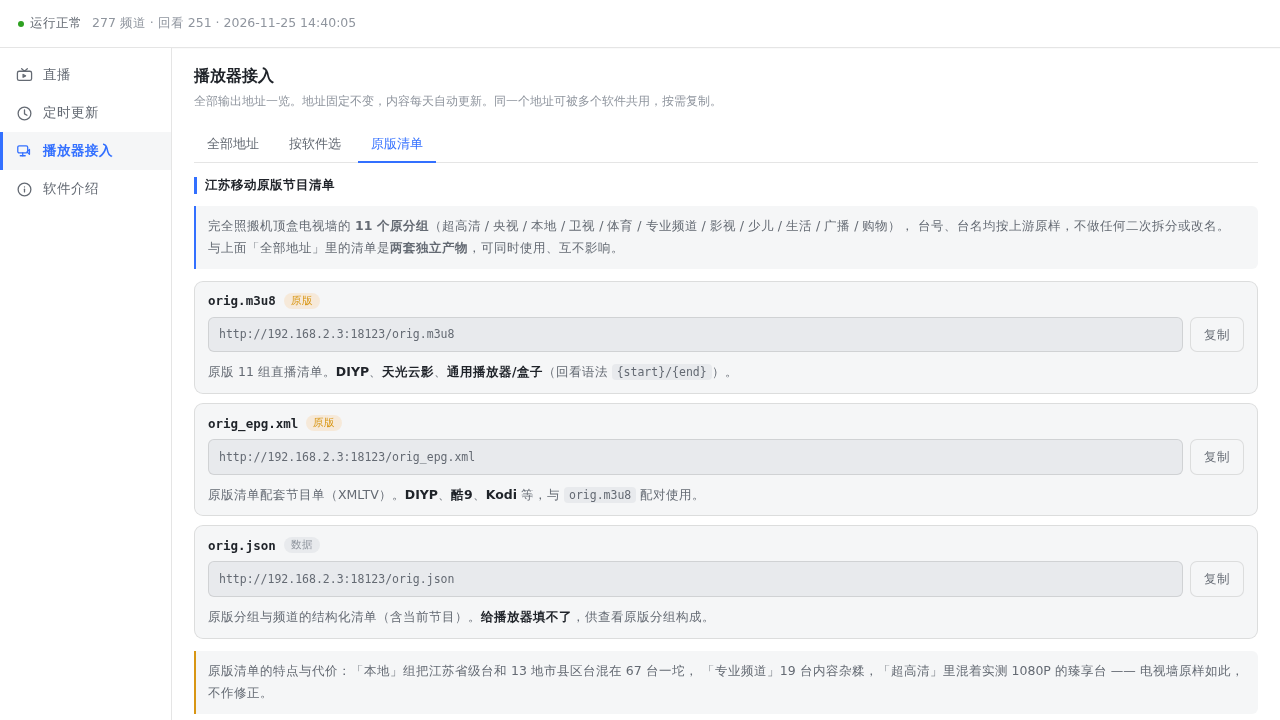 运行正常 277 频道 · 回看 251 · 2026-11-25 14:40:05
直播
定时更新
播放器接入
软件介绍
播放器接入
全部输出地址一览。地址固定不变，内容每天自动更新。同一个地址可被多个软件共用，按需复制。
全部地址 按软件选 原版清单
江苏移动原版节目清单
完全照搬机顶盒电视墙的 11 个原分组（超高清 / 央视 / 本地 / 卫视 / 体育 / 专业频道 / 影视 / 少儿 / 生活 / 广播 / 购物）， 台号、台名均按上游原样，不做任何二次拆分或改名。
与上面「全部地址」里的清单是两套独立产物，可同时使用、互不影响。
orig.m3u8 原版
http://192.168.2.3:18123/orig.m3u8 复制
原版 11 组直播清单。DIYP、天光云影、通用播放器/盒子（回看语法 {start}/{end}）。
orig_epg.xml 原版
http://192.168.2.3:18123/orig_epg.xml 复制
原版清单配套节目单（XMLTV）。DIYP、酷9、Kodi 等，与 orig.m3u8 配对使用。
orig.json 数据
http://192.168.2.3:18123/orig.json 复制
原版分组与频道的结构化清单（含当前节目）。给播放器填不了，供查看原版分组构成。
原版清单的特点与代价：「本地」组把江苏省级台和 13 地市县区台混在 67 台一坨， 「专业频道」19 台内容杂糅，「超高清」里混着实测 1080P 的臻享台 —— 电视墙原样如此，
不作修正。